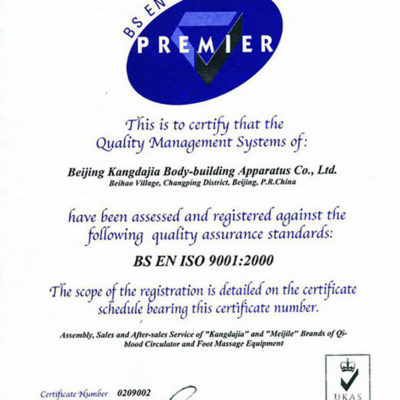 BS EN
PREMIER
This is to certify that the
Quality Management Systems of:
Beijing Kangdajia Body-building Apparatus Co., Ltd.
Beihao Village, Changping District, Beijing, P.R.China
have been assessed and registered against the
following quality assurance standards:
BS EN ISO 9001:2000
The scope of the registration is detailed on the certificate
schedule bearing this certificate number.
Assembly, Sales and After-sales Service of "Kangdajia" and "Meijile" Brands of Qi-
blood Circulator and Foot Massage Equipment
Certificate Number 0209002
UKAS